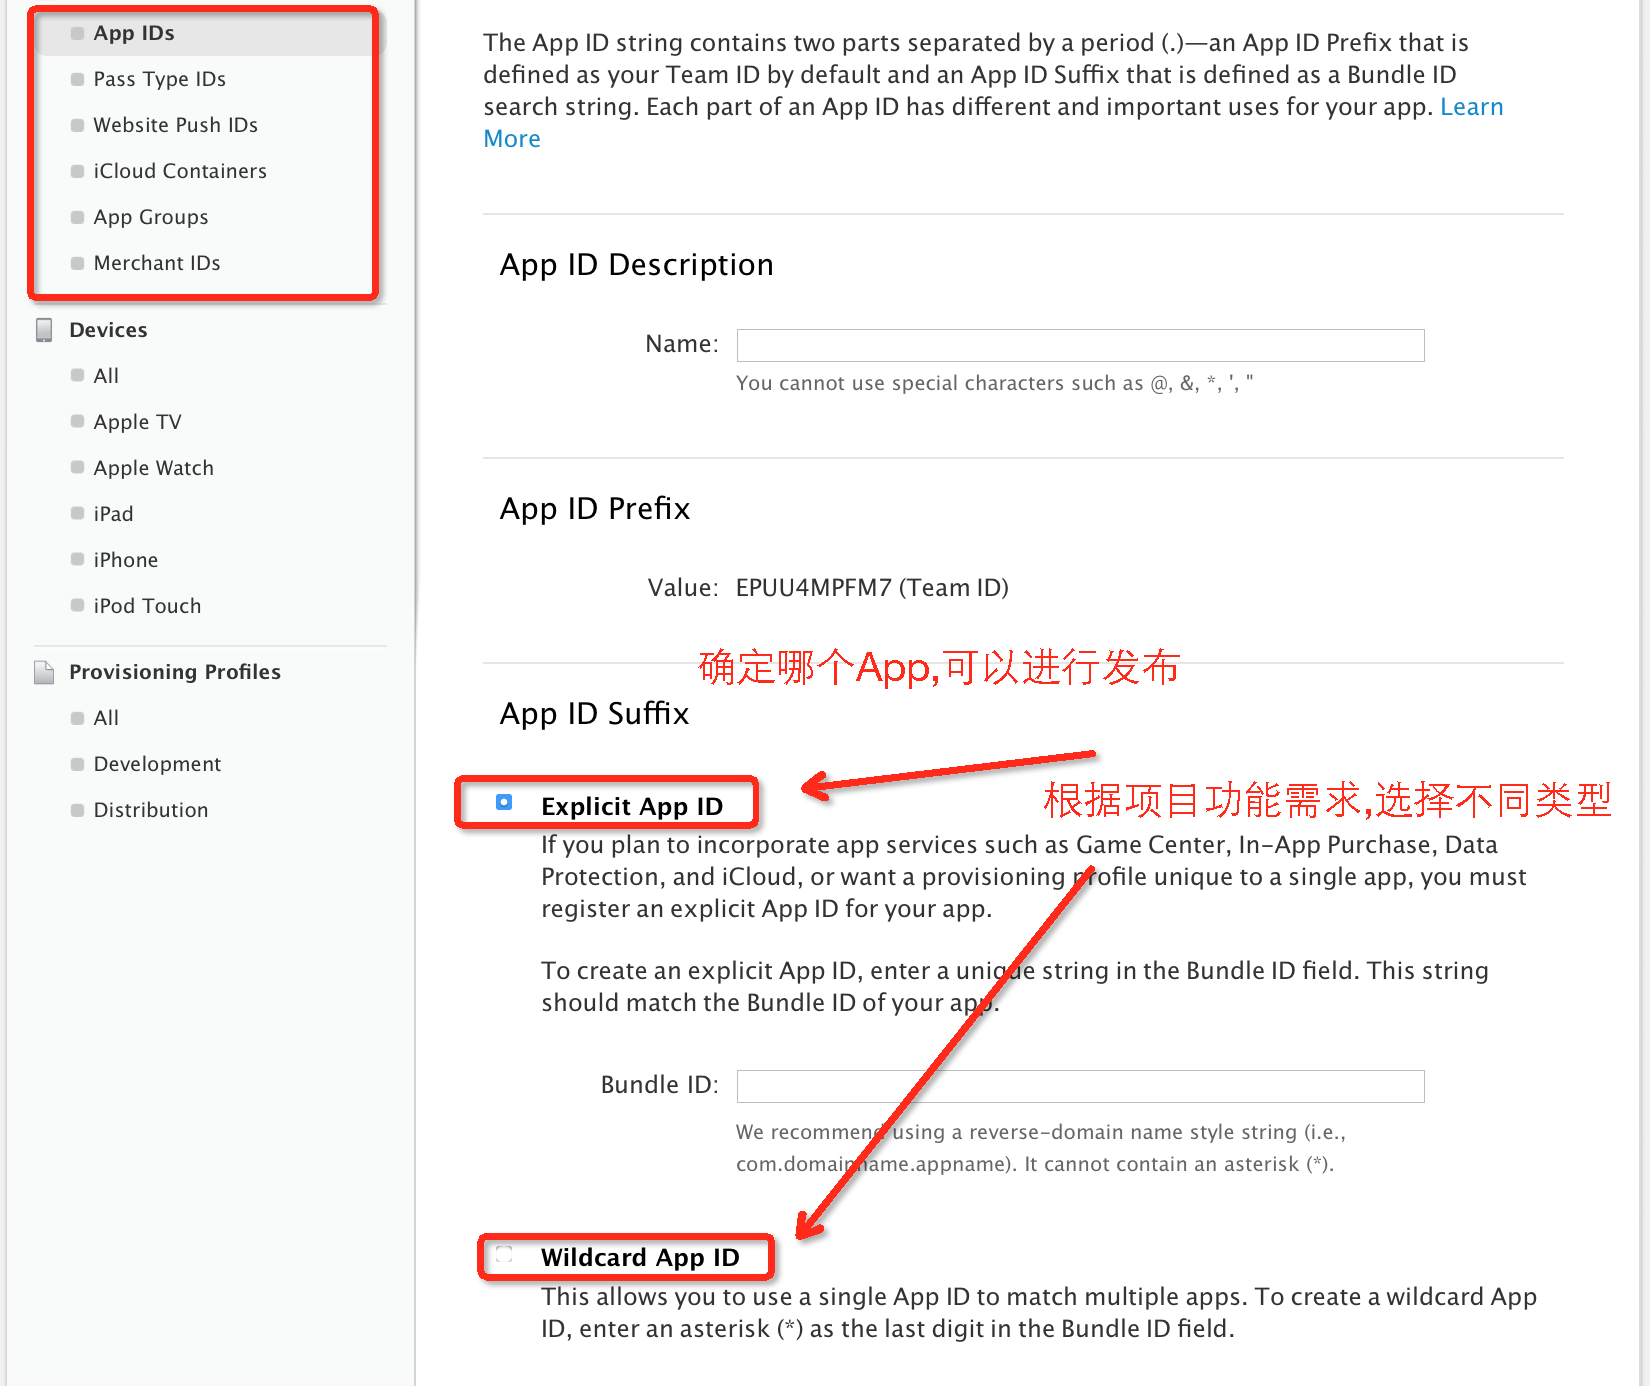 App IDs
Pass Type IDs
Website Push IDs
iCloud Containers
App Groups
Merchant IDs
Devices
All
Apple TV
Apple Watch
iPad
iPhone
iPod Touch
Provisioning Profiles
All
Development
Distribution
The App ID string contains two parts separated by a period (.)—an App ID Prefix that is
defined as your Team ID by default and an App ID Suffix that is defined as a Bundle ID
search string. Each part of an App ID has different and important uses for your app. Learn
More
App ID Description
Name:
You cannot use special characters such as @, &, *, ', "
App ID Prefix
Value: EPUU4MPFM7 (Team ID)
确定哪个App,可以进行发布
App ID Suffix
Explicit App ID
根据项目功能需求,选择不同类型
If you plan to incorporate app services such as Game Center, In-App Purchase, Data
Protection, and iCloud, or want a provisioning profile unique to a single app, you must
register an explicit App ID for your app.
To create an explicit App ID, enter a unique string in the Bundle ID field. This string
should match the Bundle ID of your app.
Bundle ID:
We recommend using a reverse-domain name style string (i.e.,
com.domainname.appname). It cannot contain an asterisk (*).
Wildcard App ID
This allows you to use a single App ID to match multiple apps. To create a wildcard App
ID, enter an asterisk (*) as the last digit in the Bundle ID field.